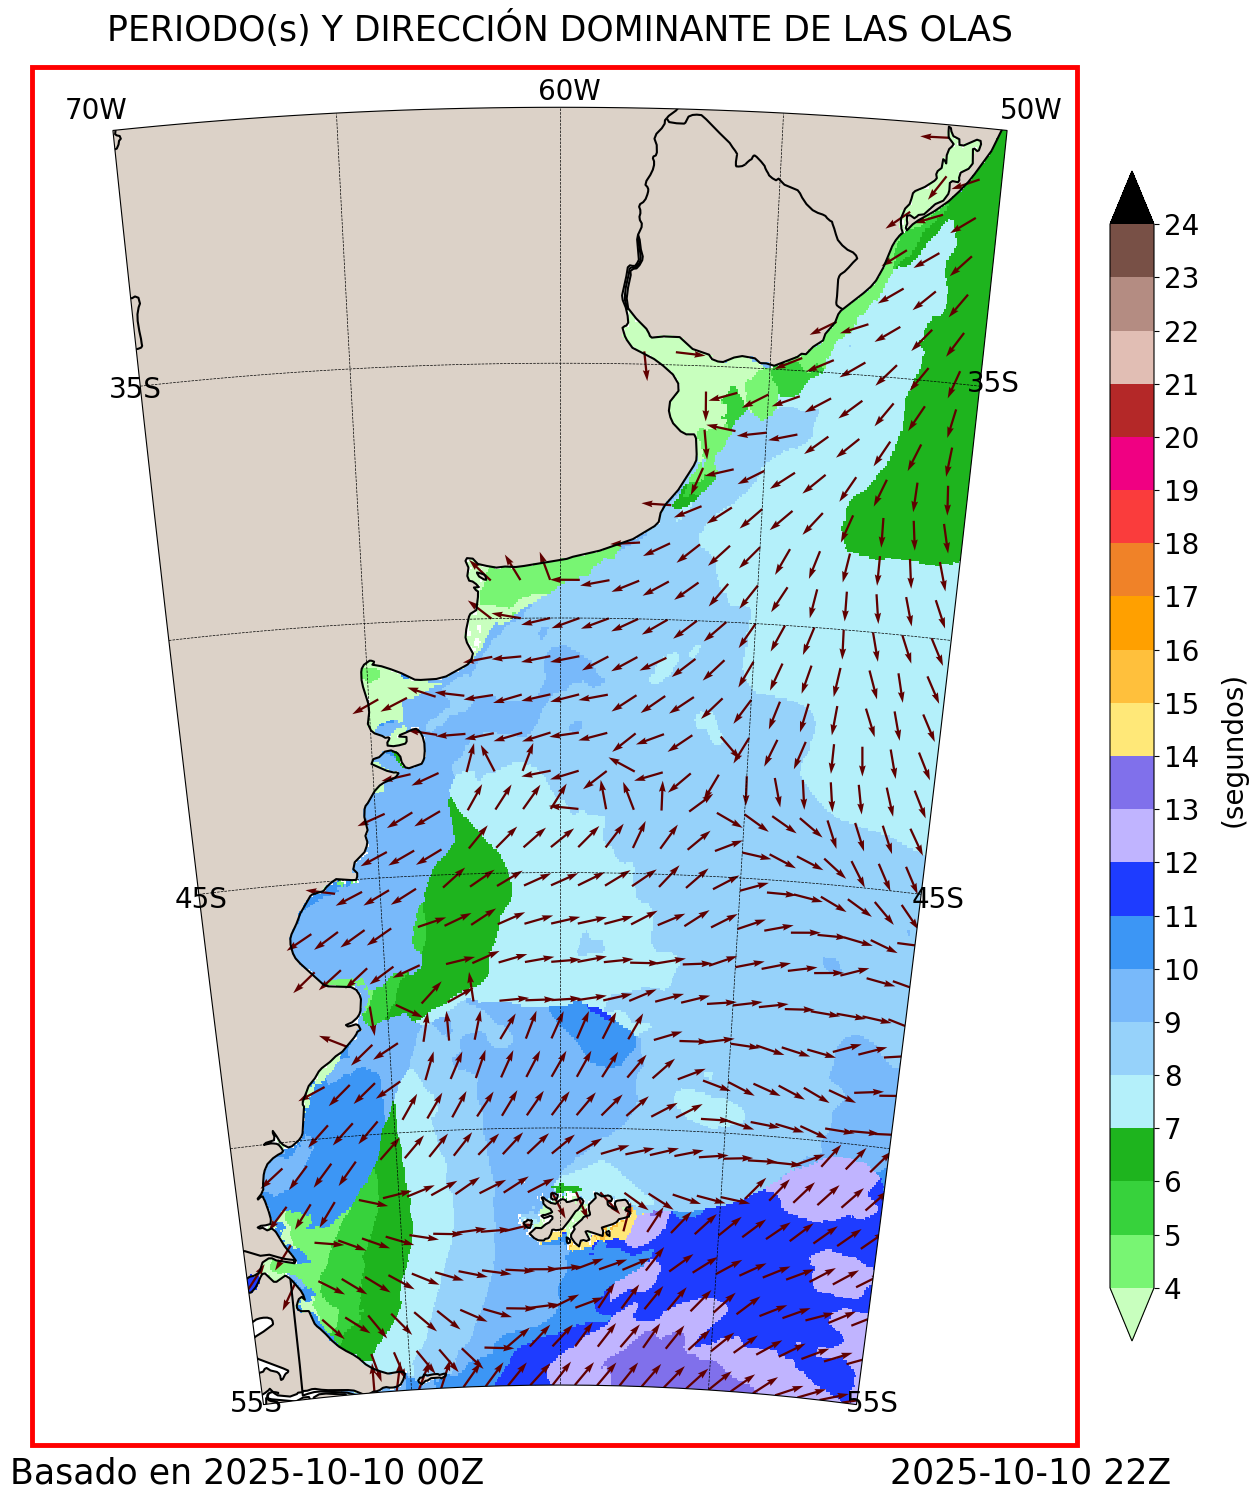 PERIODO(s) Y DIRECCIÓN DOMINANTE DE LAS OLAS
70W
60W
50W
35S
35S
45S
45S
55S
55S
24
23
22
21
20
19
18
17
16
15
14
13
12
11
10
9
8
7
6
5
4
(segundos)
Basado en 2025-10-10 00Z
2025-10-10 22Z